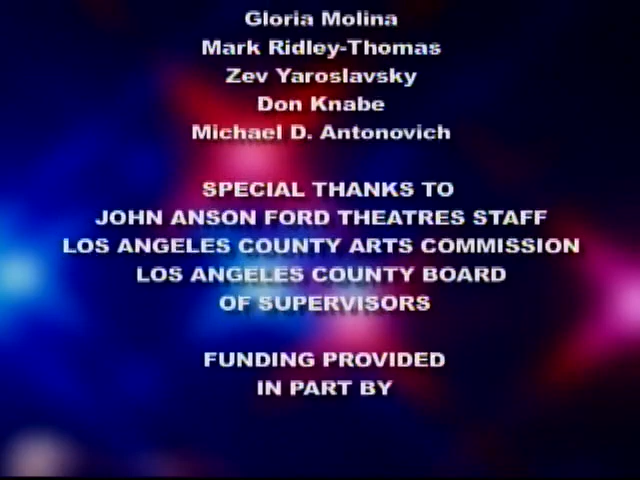 Gloria Molina
Mark Ridley-Thomas
Zev Yaroslavsky
Don Knabe
Michael D. Antonovich
SPECIAL THANKS TO
JOHN ANSON FORD THEATRES STAFF
LOS ANGELES COUNTY ARTS COMMISSION
LOS ANGELES COUNTY BOARD
OF SUPERVISORS
FUNDING PROVIDED
IN PART BY